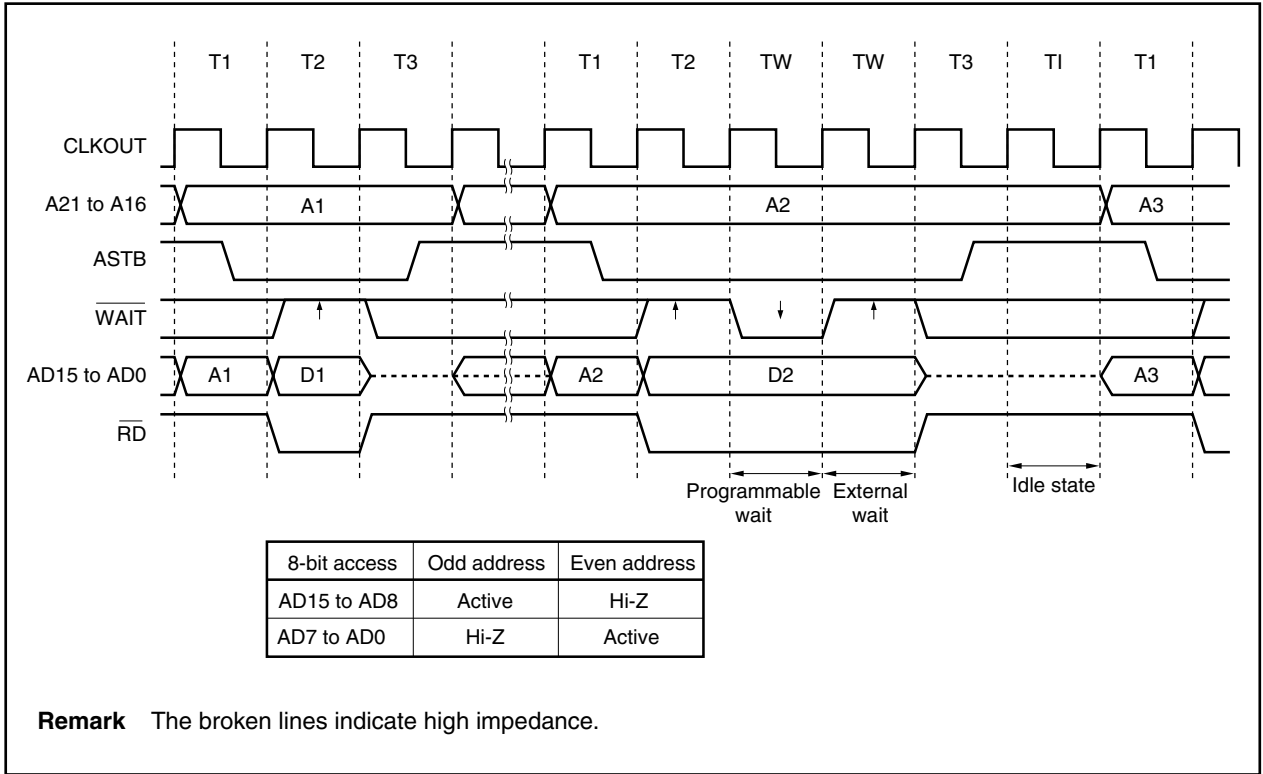 T1 T2 T3 T1 T2 TW TW T3 TI T1
CLKOUT
A21 to A16 A1 A2 A3
ASTB
WAIT
AD15 to AD0 A1 D1 A2 D2 A3
RD
Programmable wait
External wait
Idle state
8-bit access Odd address Even address
AD15 to AD8 Active Hi-Z
AD7 to AD0 Hi-Z Active
Remark The broken lines indicate high impedance.